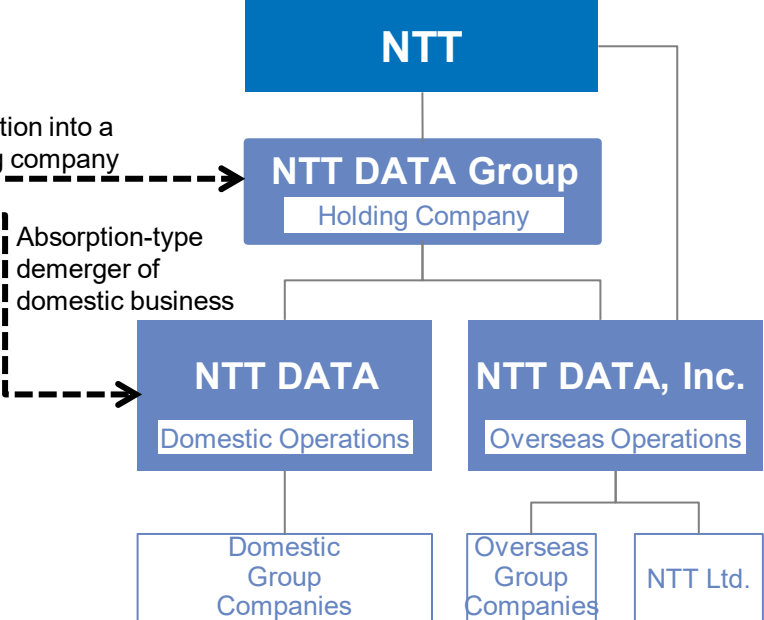 NTT
tion into a
g company
NTT DATA Group
Holding Company
Absorption-type
demerger of
domestic business
NTT DATA
Domestic Operations
NTT DATA, Inc.
Overseas Operations
Domestic
Group
Companies
Overseas
Group
Companies
NTT Ltd.